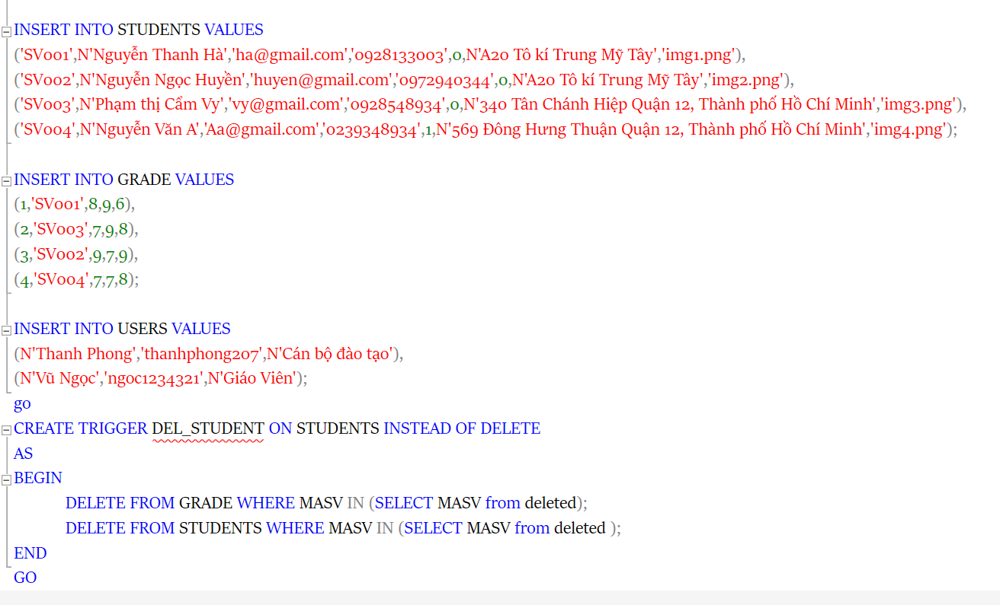 INSERT INTO STUDENTS VALUES
('SV001',N'Nguyễn Thanh Hà','ha@gmail.com','0928133003',0,N'A20 Tô kí Trung Mỹ Tây','img1.png'),
('SV002',N'Nguyễn Ngọc Huyền','huyen@gmail.com','0972940344',0,N'A20 Tô kí Trung Mỹ Tây','img2.png'),
('SV003',N'Phạm thị Cẩm Vy','vy@gmail.com','0928548934',0,N'340 Tân Chánh Hiệp Quận 12, Thành phố Hồ Chí Minh','img3.png'),
('SV004',N'Nguyễn Văn A','Aa@gmail.com','0239348934',1,N'569 Đông Hưng Thuận Quận 12, Thành phố Hồ Chí Minh','img4.png');
INSERT INTO GRADE VALUES
(1,'SV001',8,9,6),
(2,'SV003',7,9,8),
(3,'SV002',9,7,9),
(4,'SV004',7,7,8);
INSERT INTO USERS VALUES
(N'Thanh Phong','thanhphong207',N'Cán bộ đào tạo'),
(N'Vũ Ngọc','ngoc1234321',N'Giáo Viên');
go
CREATE TRIGGER DEL_STUDENT ON STUDENTS INSTEAD OF DELETE
AS
BEGIN
DELETE FROM GRADE WHERE MASV IN (SELECT MASV from deleted);
DELETE FROM STUDENTS WHERE MASV IN (SELECT MASV from deleted );
END
GO